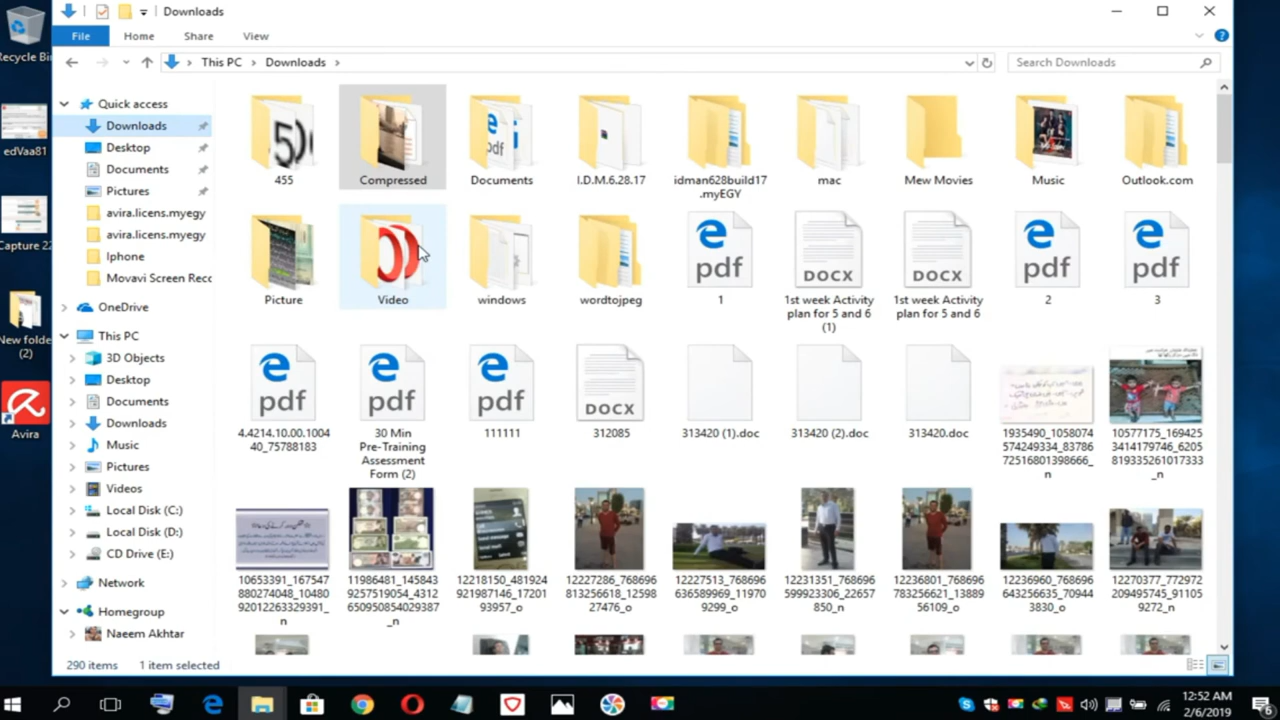 Downloads
File Home Share View
This PC Downloads
Search Downloads
Recycle Bin
edVaa81
Capture 22
New folde
(2)
Avira
Quick access
Downloads
Desktop
Documents
Pictures
avira.licens.myegy
avira.licens.myegy
Iphone
Movavi Screen Reco
OneDrive
This PC
3D Objects
Desktop
Documents
Downloads
Music
Pictures
Videos
Local Disk (C:)
Local Disk (D:)
CD Drive (E:)
Network
Homegroup
Naeem Akhtar
455
Compressed
Documents
I.D.M.6.28.17
idman628build17
.myEGY
mac
Mew Movies
Music
Outlook.com
Picture
Video
windows
wordtojpeg
pdf
1
DOCX
1st week Activity
plan for 5 and 6
(1)
DOCX
1st week Activity
plan for 5 and 6
pdf
2
pdf
3
pdf
4.4214.10.00.1004
40_75788183
pdf
30 Min
Pre-Training
Assessment
Form (2)
pdf
111111
DOCX
312085
313420 (1).doc
313420 (2).doc
313420.doc
1935490_1058074
574249334_83786
72516801398666_
n
10577175_169425
3414179746_6205
819335261017333
_n
10653391_167547
880274048_10480
92012263329391_
n
11986481_145843
9257519054_4312
650950854029387
_n
12218150_481924
921987146_17201
93957_o
12227286_768696
813256618_12598
27476_o
12227513_768696
636589969_11970
9299_o
12231351_768696
599923306_22657
850_n
12236801_768696
783256621_13889
56109_o
12236960_768696
643256635_70944
3830_o
12270377_772972
209495745_91105
9272_n
290 items 1 item selected
12:52 AM
2/6/2019
6